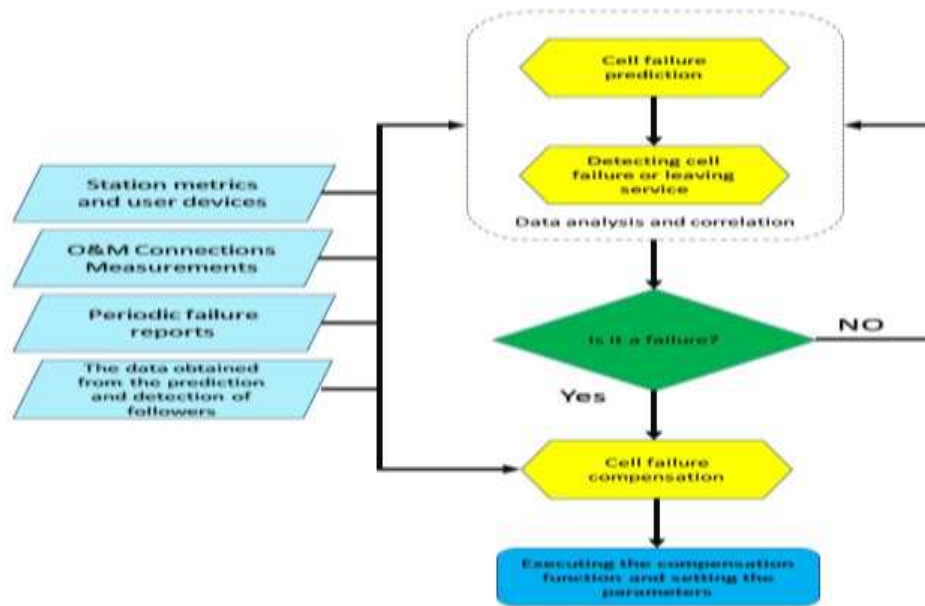 Cell failure
prediction
Detecting cell
failure or leaving
service
Data analysis and correlation
Station metrics
and user devices
O&M Connections
Measurements
Periodic failure
reports
The data obtained
from the prediction
and detection of
followers
Is it a failure?
NO
Yes
Cell failure
compensation
Executing the compensation
function and setting the
parameters